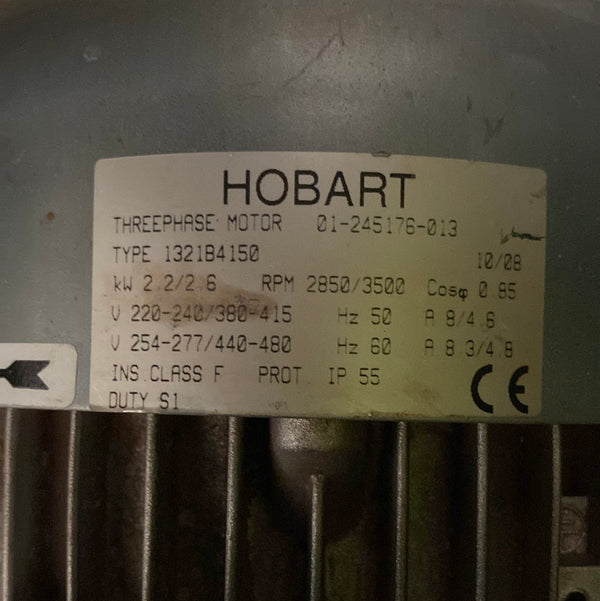 HOBART
THREEPHASE MOTOR 01-245176-013
TYPE 1321B4150 10/08
kW 2.2/2.6 RPM 2850/3500 Cosφ 0.85
V 220-240/380-415 Hz 50 A 8/4.6
V 254-277/440-480 Hz 60 A 8.3/4.8
INS.CLASS F PROT. IP 55
DUTY S1 CE